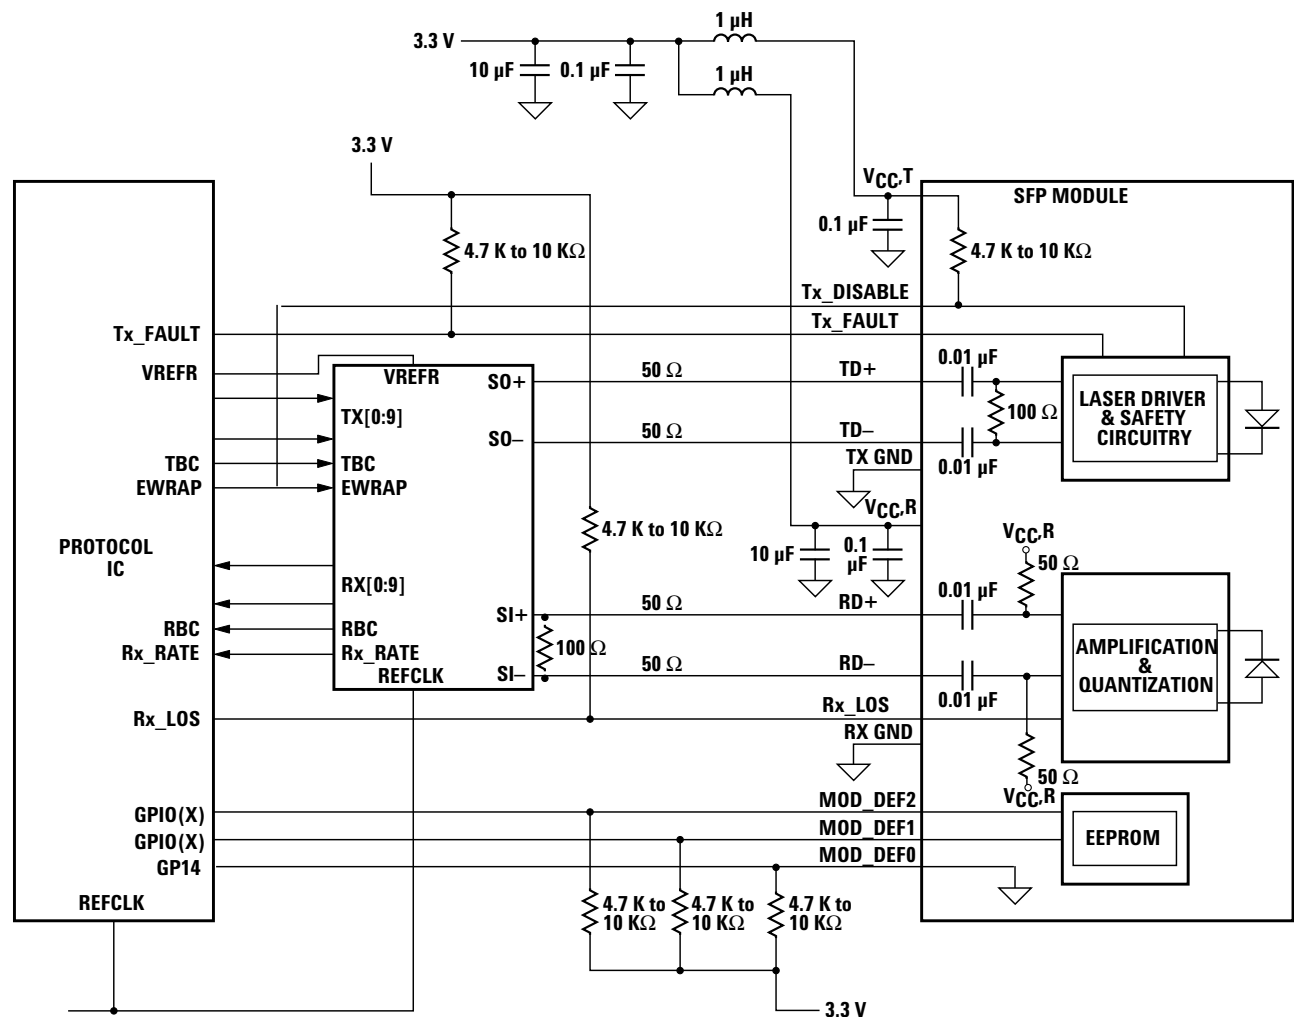 1 µH
3.3 V
10 µF
0.1 µF
1 µH
3.3 V
VCC,T
SFP MODULE
0.1 µF
4.7 K to 10 KΩ
4.7 K to 10 KΩ
Tx_DISABLE
Tx_FAULT
Tx_FAULT
VREFR
VREFR
SO+
50 Ω
TD+
0.01 µF
TX[0:9]
LASER DRIVER
& SAFETY
CIRCUITRY
100 Ω
SO–
50 Ω
TD–
TX GND
0.01 µF
TBC
TBC
EWRAP
EWRAP
VCC,R
4.7 K to 10 KΩ
PROTOCOL
IC
10 µF
0.1
µF
VCC,R
50 Ω
RX[0:9]
SI+
50 Ω
RD+
0.01 µF
RBC
RBC
100 Ω
Rx_RATE
Rx_RATE
REFCLK
SI–
50 Ω
RD–
0.01 µF
AMPLIFICATION
&
QUANTIZATION
Rx_LOS
Rx_LOS
RX GND
50 Ω
VCC,R
GPIO(X)
MOD_DEF2
GPIO(X)
MOD_DEF1
EEPROM
GP14
MOD_DEF0
REFCLK
4.7 K to
10 KΩ
4.7 K to
10 KΩ
4.7 K to
10 KΩ
3.3 V